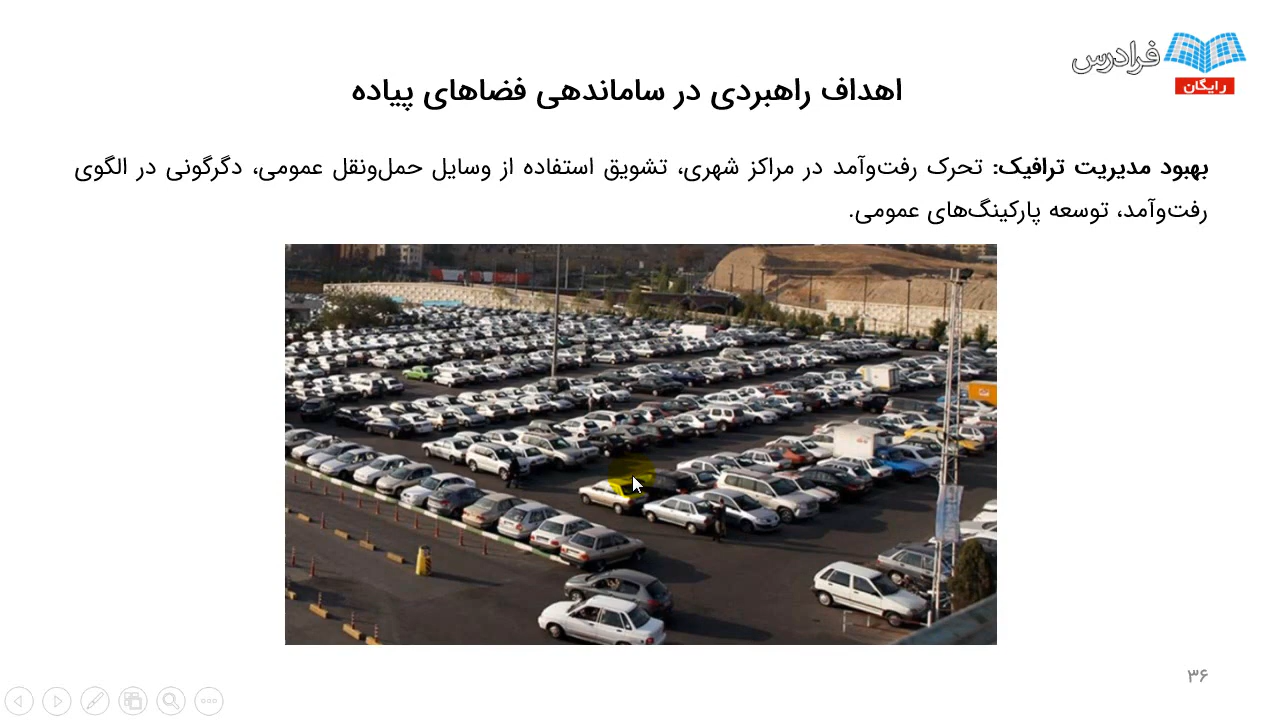 فرادرس
رایگان
اهداف راهبردی در ساماندهی فضاهای پیاده
بهبود مدیریت ترافیک: تحرک رفت‌وآمد در مراکز شهری، تشویق استفاده از وسایل حمل‌ونقل عمومی، دگرگونی در الگوی
رفت‌وآمد، توسعه پارکینگ‌های عمومی.
۳۶